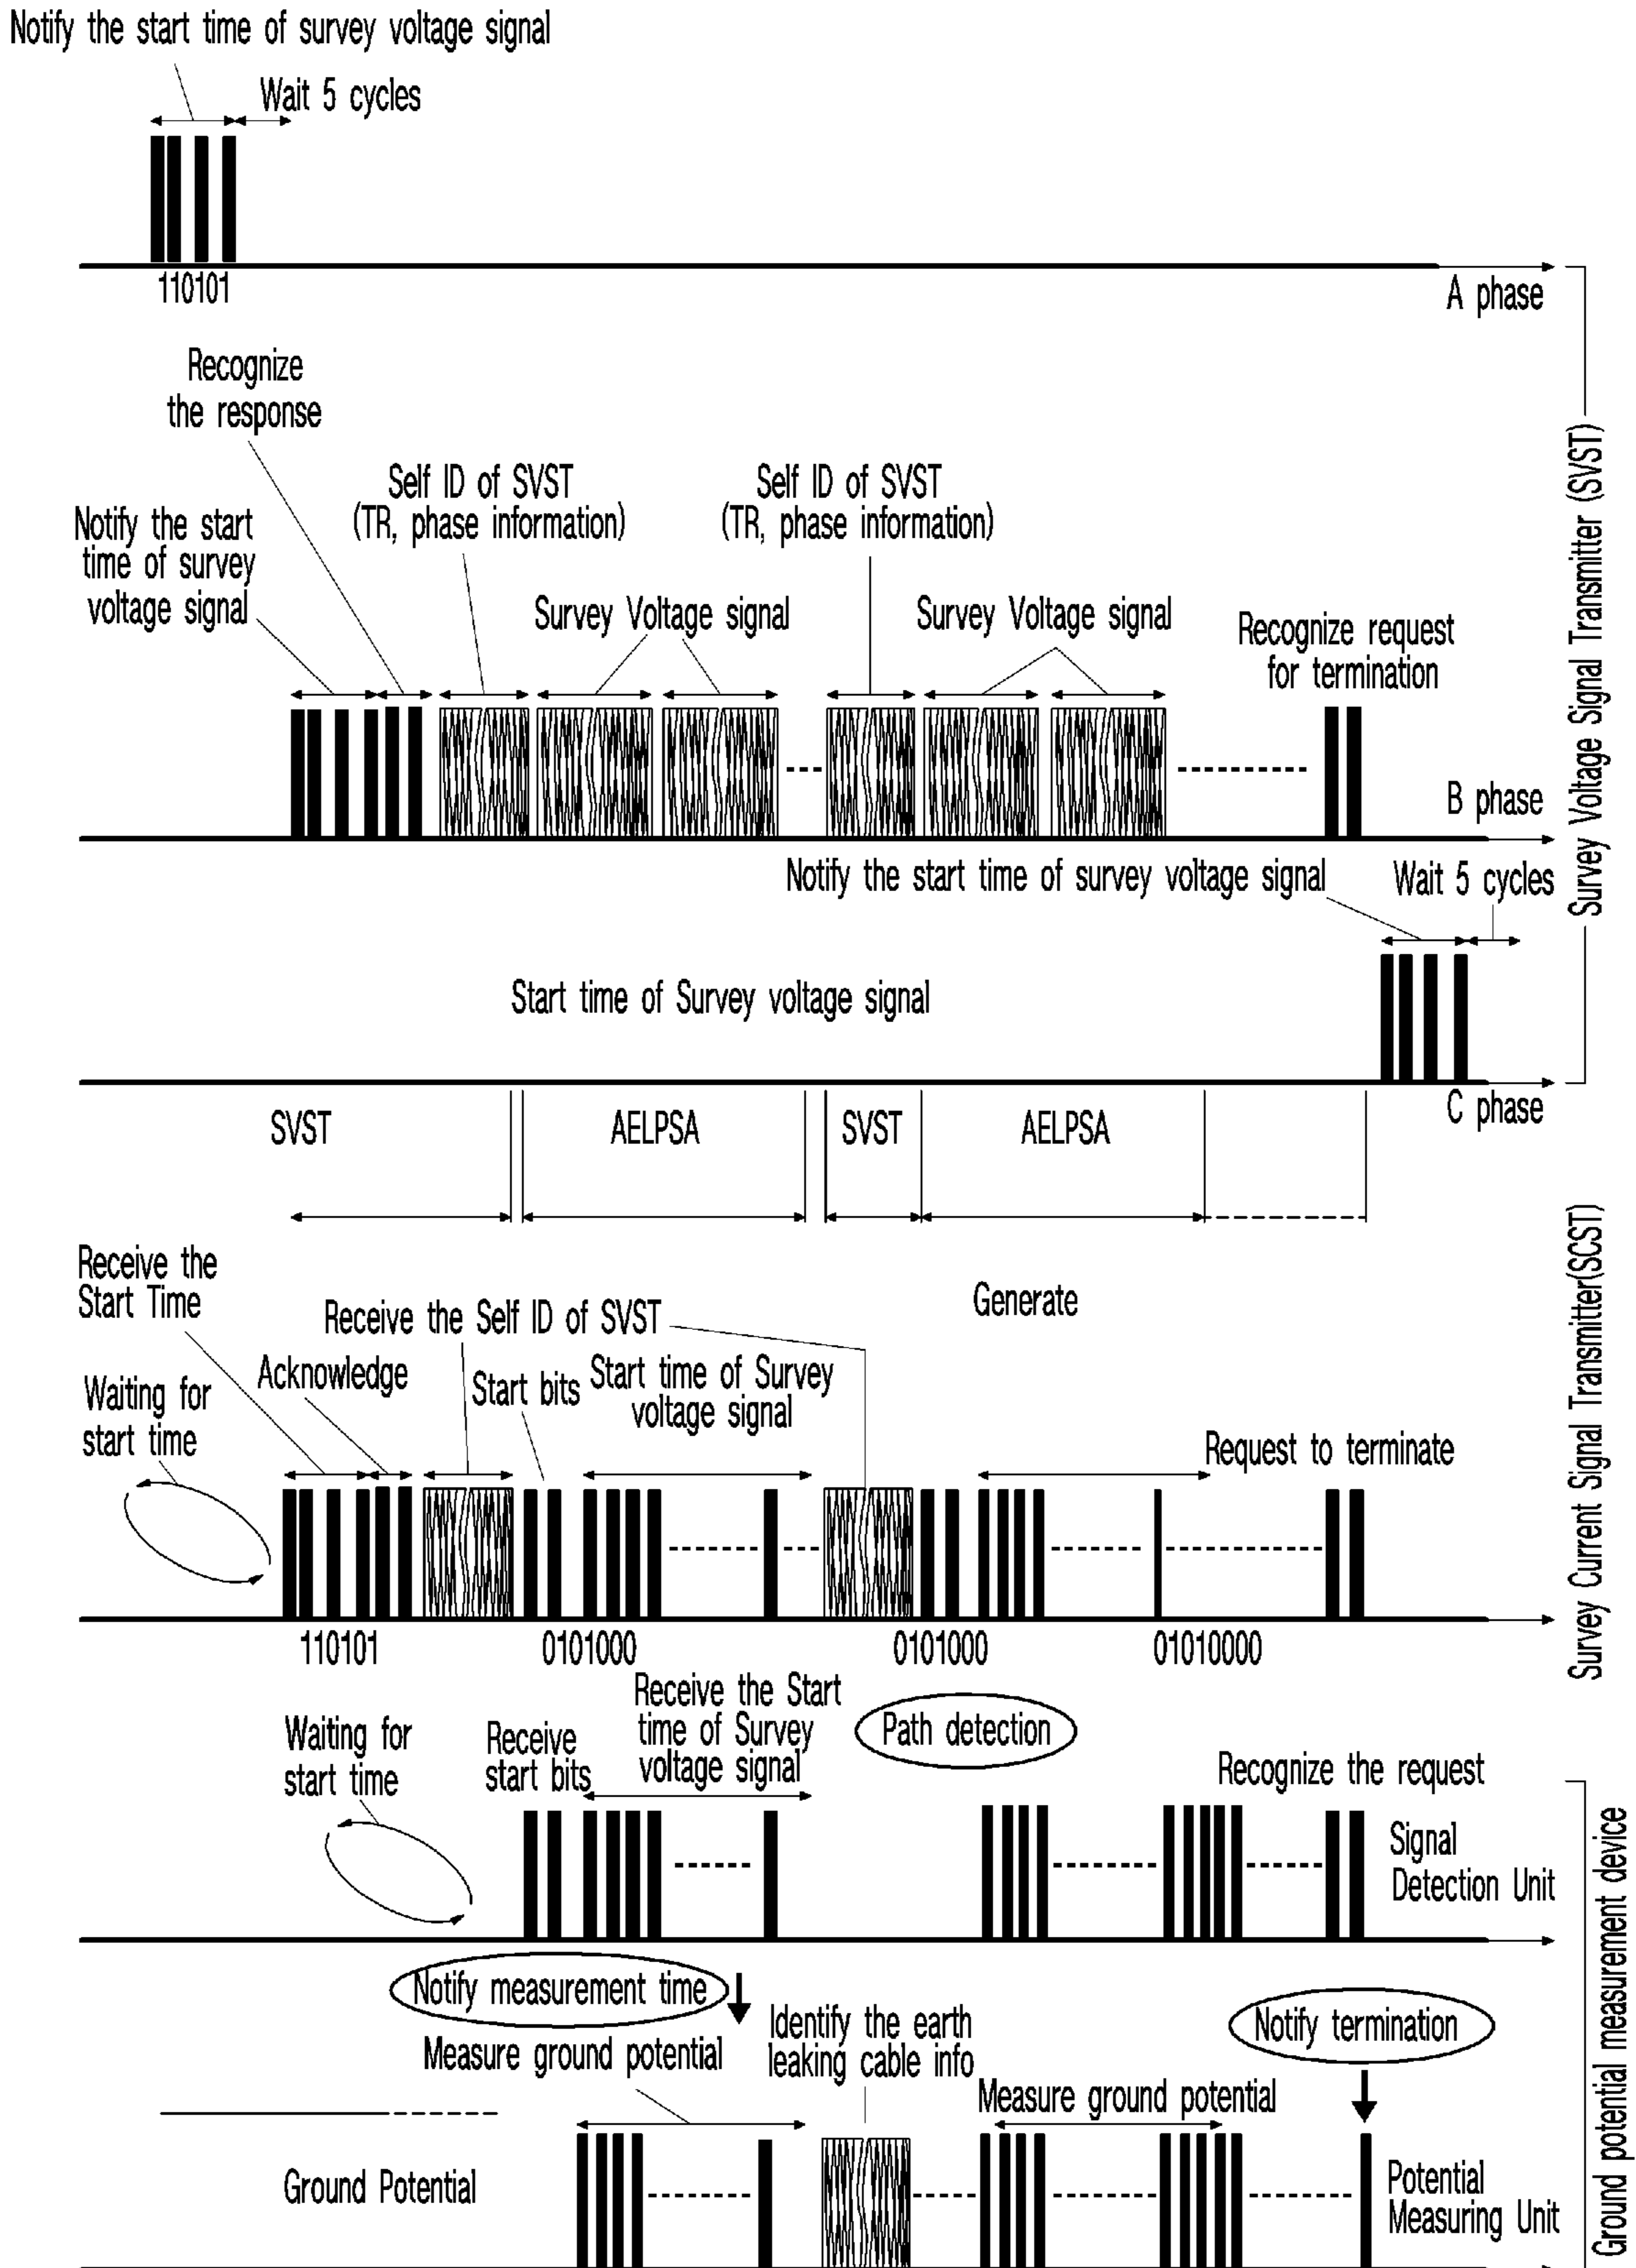 Notify the start time of survey voltage signal
Wait 5 cycles
110101
A phase
Recognize
the response
Self ID of SVST
(TR, phase information)
Self ID of SVST
(TR, phase information)
Notify the start
time of survey
voltage signal
Survey Voltage signal
Survey Voltage signal
Recognize request
for termination
B phase
Notify the start time of survey voltage signal
Wait 5 cycles
Start time of Survey voltage signal
C phase
Survey Voltage Signal Transmitter (SVST)
SVST
AELPSA
SVST
AELPSA
Receive the
Start Time
Generate
Receive the Self ID of SVST
Acknowledge
Start bits
Start time of Survey
voltage signal
Waiting for
start time
Request to terminate
110101
0101000
0101000
01010000
Survey Current Signal Transmitter(SCST)
Receive the Start
time of Survey
voltage signal
Path detection
Waiting for
start time
Receive
start bits
Recognize the request
Signal
Detection Unit
Notify measurement time
Identify the earth
leaking cable info
Notify termination
Measure ground potential
Measure ground potential
Ground Potential
Potential
Measuring Unit
Ground potential measurement device